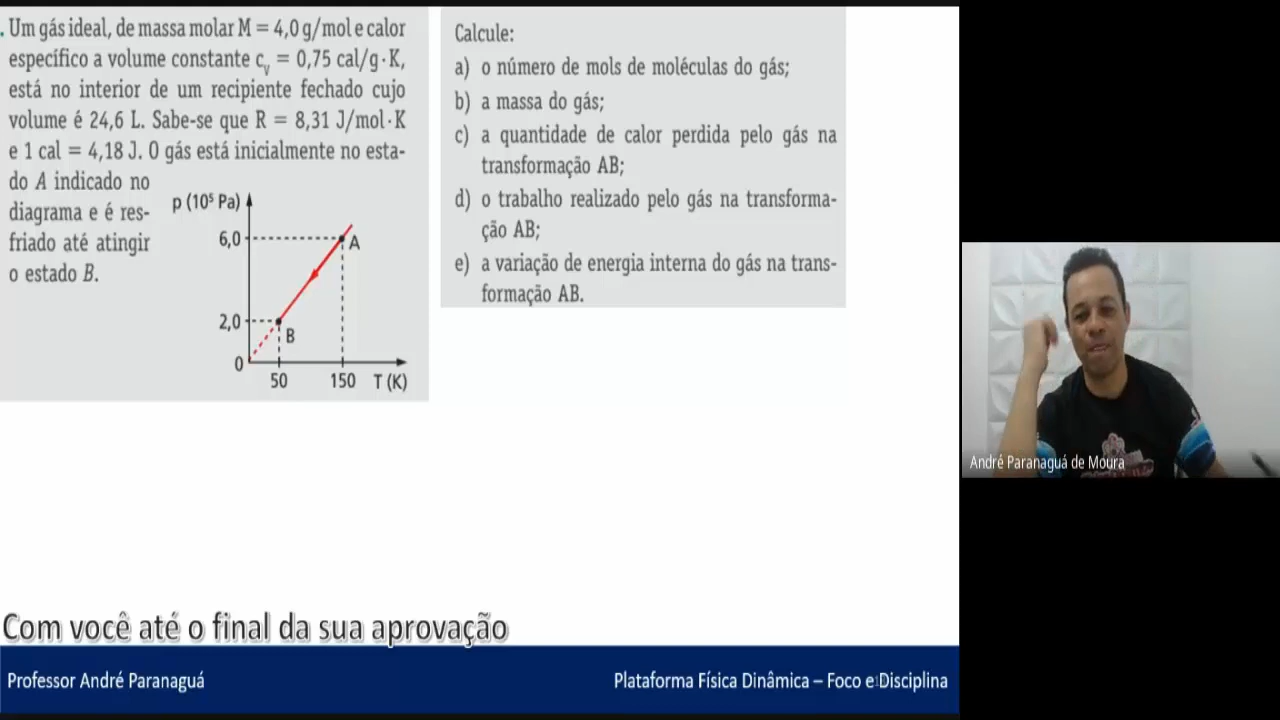 . Um gás ideal, de massa molar M = 4,0 g/mol e calor
específico a volume constante cv = 0,75 cal/g·K,
está no interior de um recipiente fechado cujo
volume é 24,6 L. Sabe-se que R = 8,31 J/mol·K
e 1 cal = 4,18 J. O gás está inicialmente no esta-
do A indicado no
diagrama e é res-
friado até atingir
o estado B.
p (10⁵ Pa)
6,0
A
2,0
B
0
50
150
T (K)
Calcule:
a) o número de mols de moléculas do gás;
b) a massa do gás;
c) a quantidade de calor perdida pelo gás na
transformação AB;
d) o trabalho realizado pelo gás na transforma-
ção AB;
e) a variação de energia interna do gás na trans-
formação AB.
André Paranaguá de Moura
Com você até o final da sua aprovação
Professor André Paranaguá
Plataforma Física Dinâmica – Foco e Disciplina